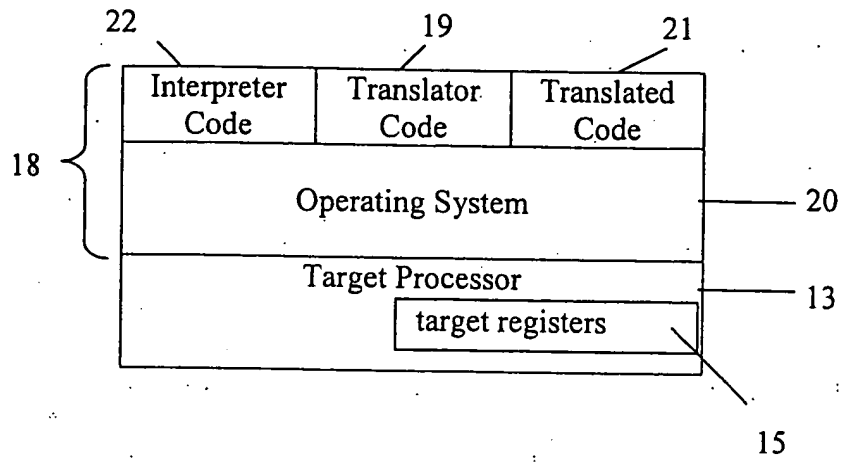 22 19 21
Interpreter Code
Translator Code
Translated Code
18
Operating System
20
Target Processor
13
target registers
15